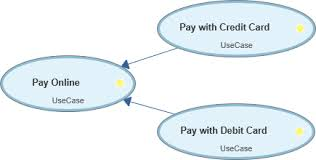 Pay with Credit Card
UseCase
Pay Online
UseCase
Pay with Debit Card
UseCase